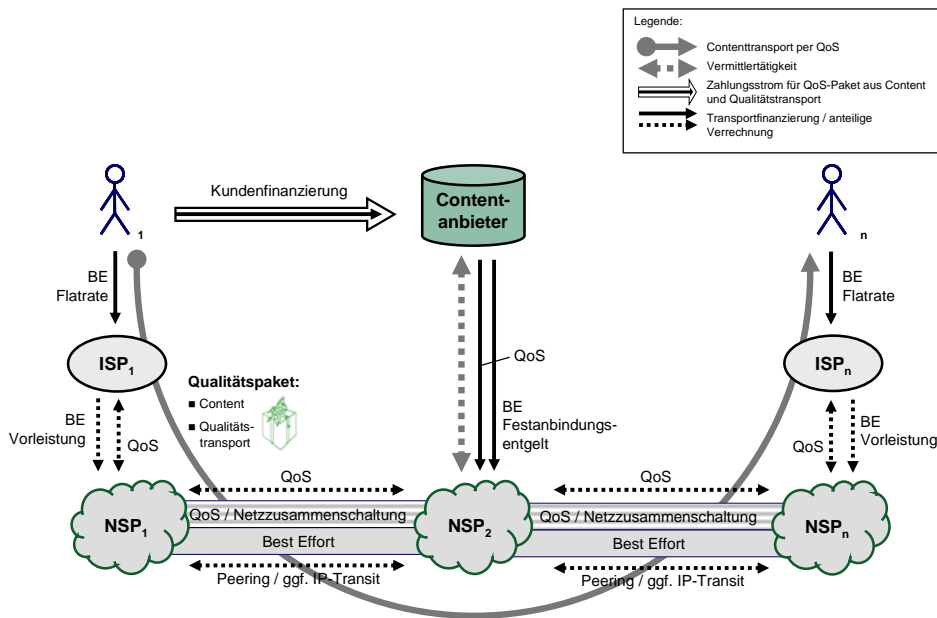 Legende:
Contenttransport per QoS
Vermittlertätigkeit
Zahlungsstrom für QoS-Paket aus Content
und Qualitätstransport
Transportfinanzierung / anteilige
Verrechnung
Kundenfinanzierung
Content-
anbieter
1
n
BE
Flatrate
BE
Flatrate
QoS
ISP1
ISPn
Qualitätspaket:
■ Content
■ Qualitäts-
transport
BE
Festanbindungs-
entgelt
BE
Vorleistung
QoS
QoS
BE
Vorleistung
QoS
QoS
NSP1
QoS / Netzzusammenschaltung
NSP2
QoS / Netzzusammenschaltung
NSPn
Best Effort
Best Effort
Peering / ggf. IP-Transit
Peering / ggf. IP-Transit